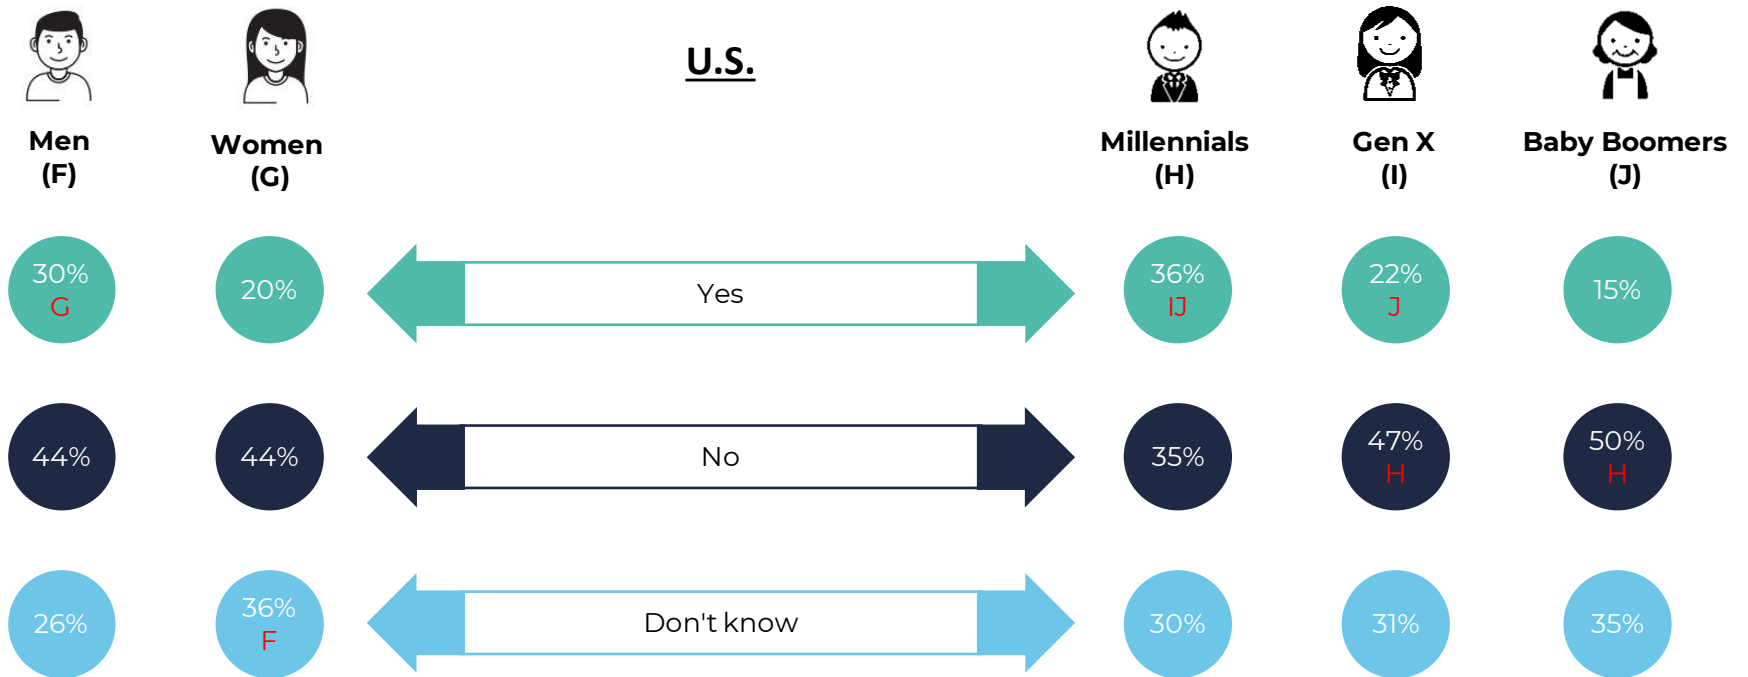 U.S.
Men
(F)
Women
(G)
Millennials
(H)
Gen X
(I)
Baby Boomers
(J)
30%
G
20%
Yes
36%
IJ
22%
J
15%
44%
44%
No
35%
47%
H
50%
H
26%
36%
F
Don't know
30%
31%
35%